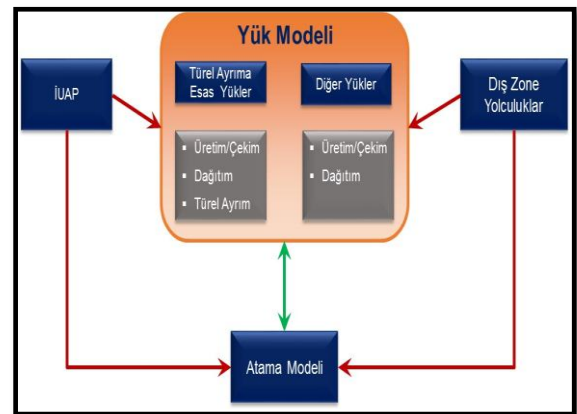 Yük Modeli
İUAP
Türel Ayrıma
Esas Yükler
Diğer Yükler
Dış Zone
Yolculuklar
▪ Üretim/Çekim
▪ Dağıtım
▪ Türel Ayrım
▪ Üretim/Çekim
▪ Dağıtım
Atama Modeli